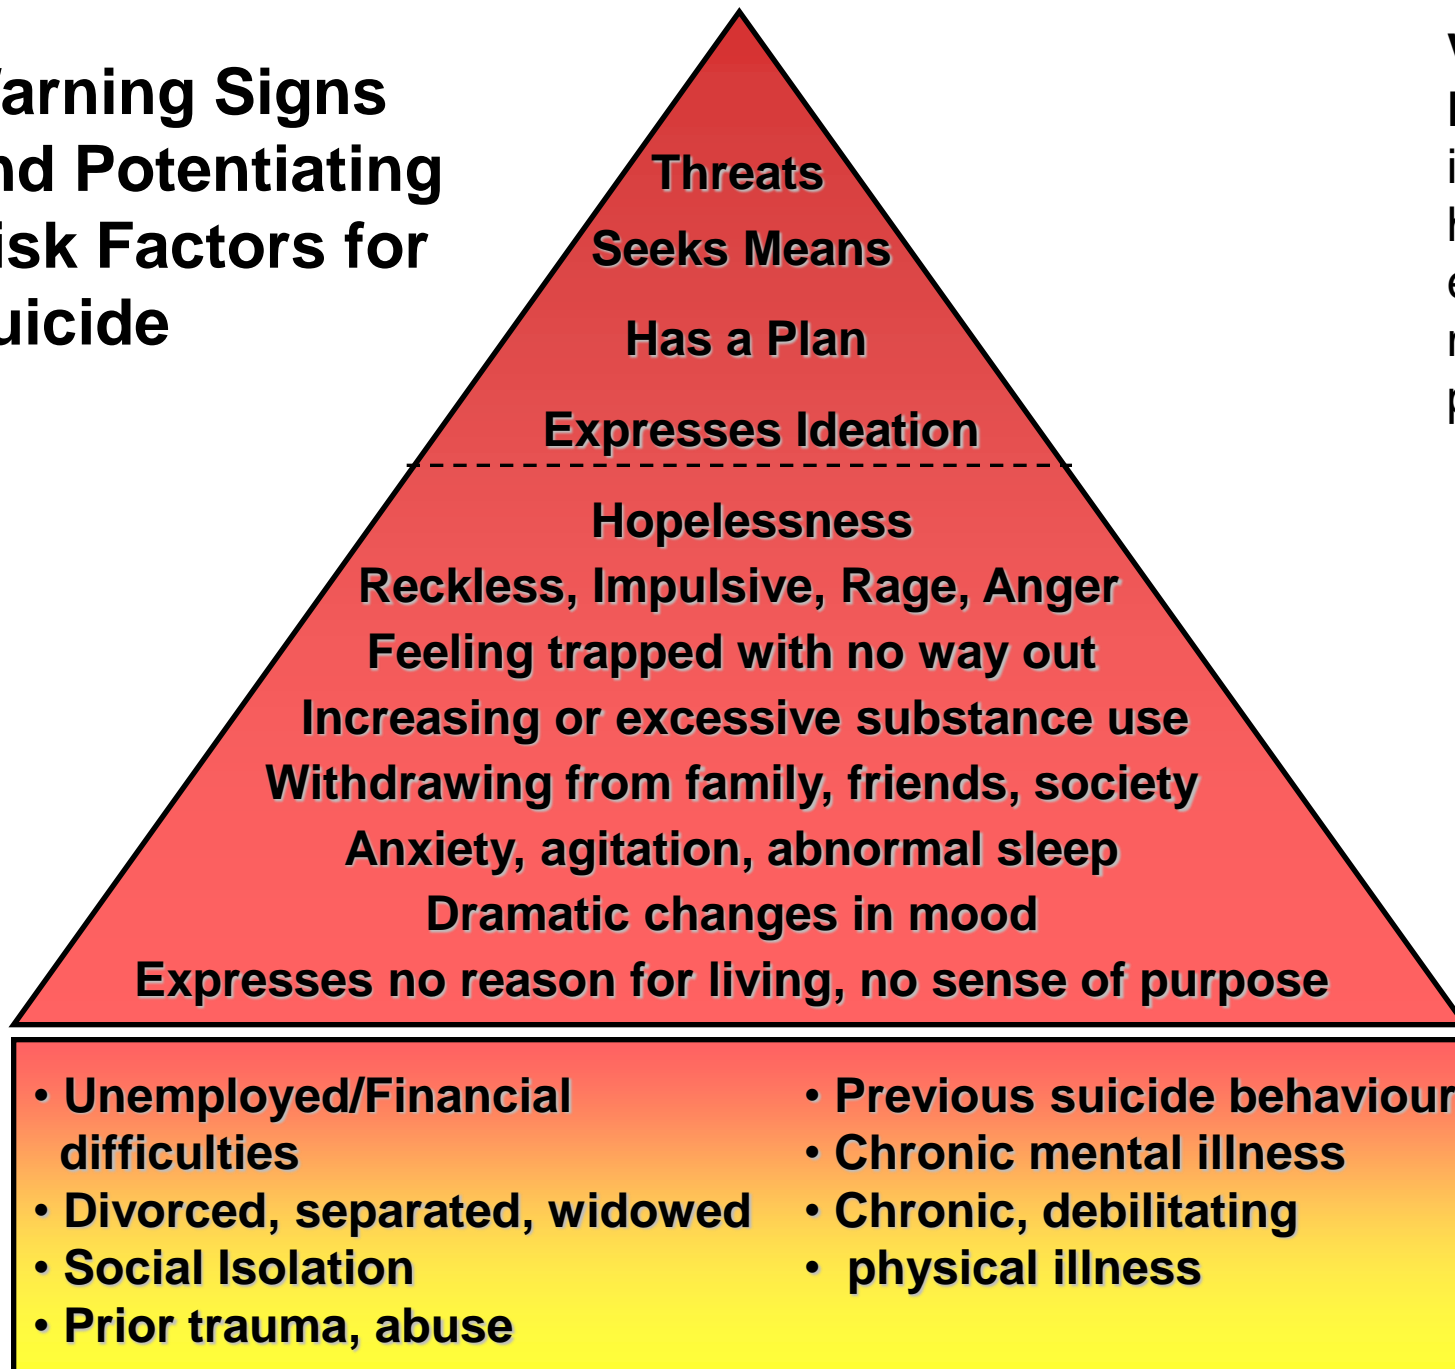 arning Signs
nd Potentiating
isk Factors for
uicide
Threats
Seeks Means
Has a Plan
Expresses Ideation
Hopelessness
Reckless, Impulsive, Rage, Anger
Feeling trapped with no way out
Increasing or excessive substance use
Withdrawing from family, friends, society
Anxiety, agitation, abnormal sleep
Dramatic changes in mood
Expresses no reason for living, no sense of purpose
• Unemployed/Financial
difficulties
• Divorced, separated, widowed
• Social Isolation
• Prior trauma, abuse
• Previous suicide behaviour
• Chronic mental illness
• Chronic, debilitating
• physical illness